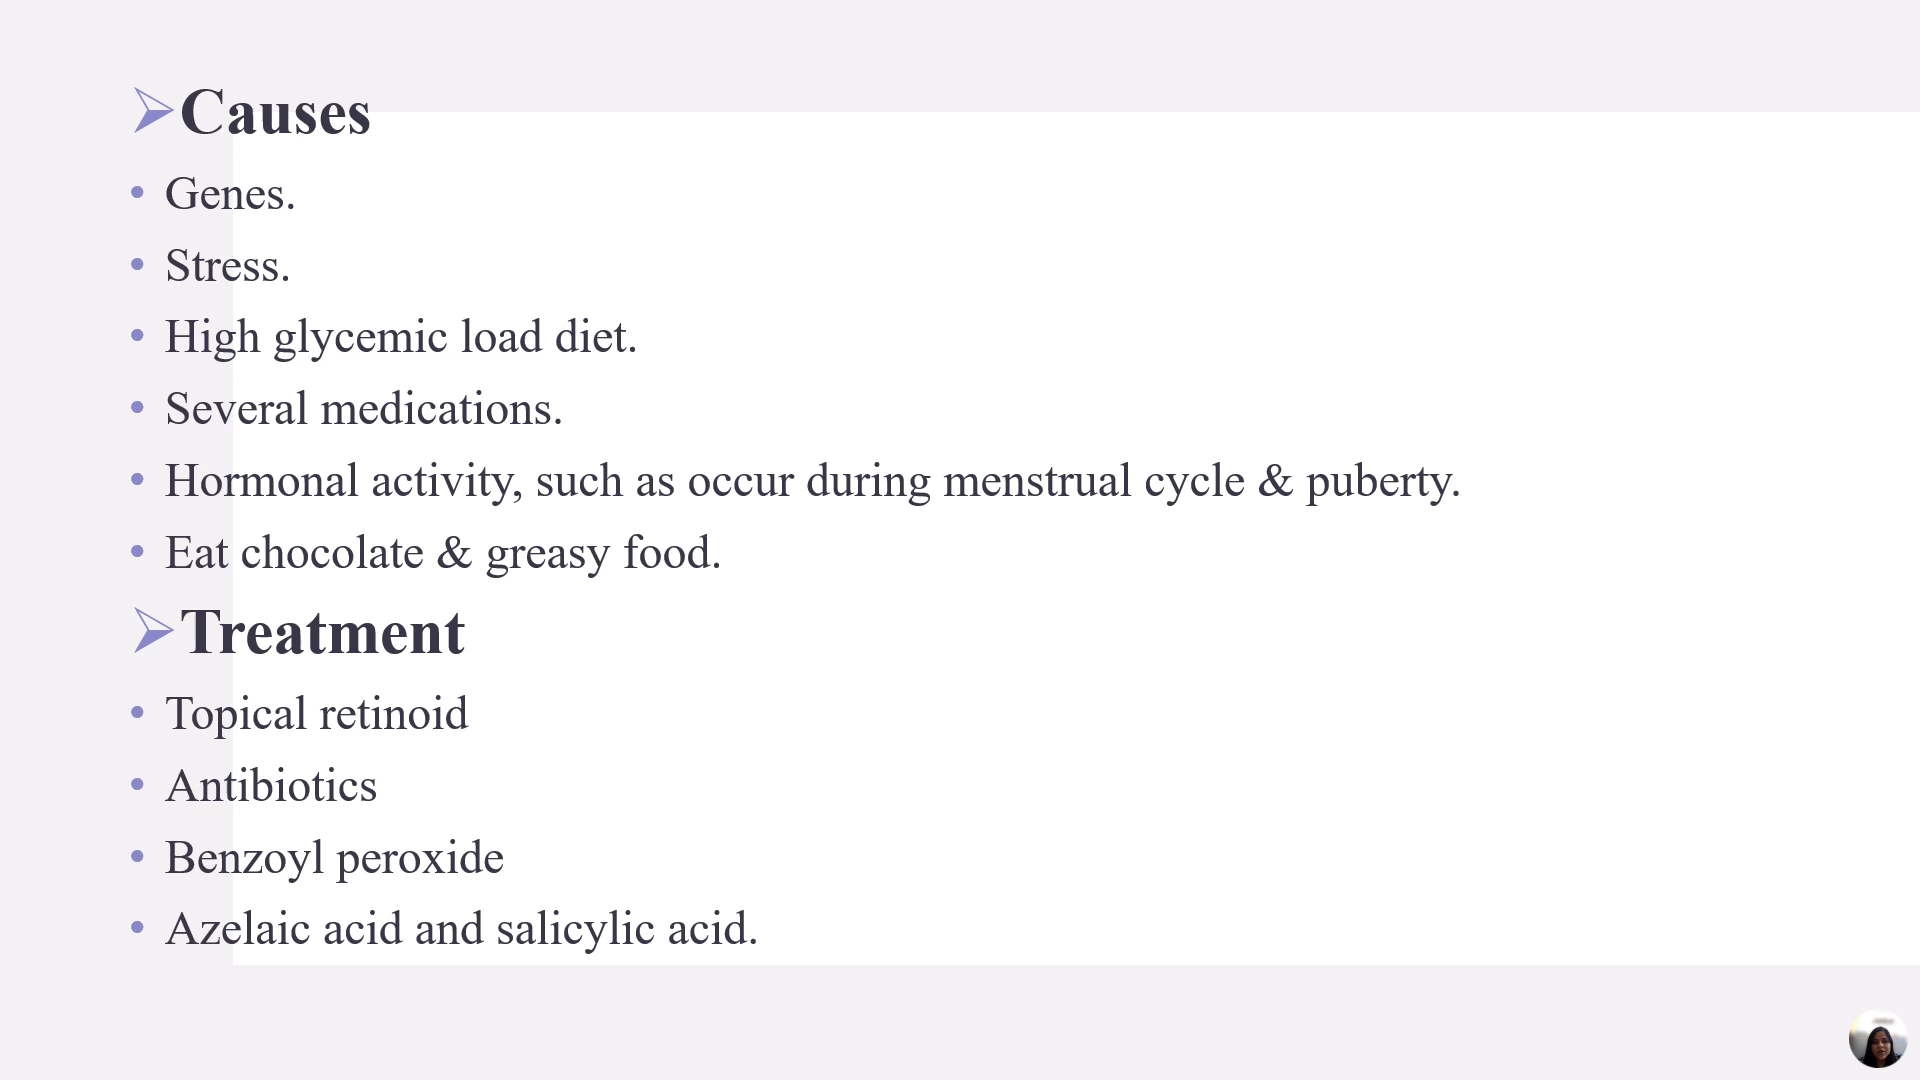 ➢Causes
• Genes.
• Stress.
• High glycemic load diet.
• Several medications.
• Hormonal activity, such as occur during menstrual cycle & puberty.
• Eat chocolate & greasy food.
➢Treatment
• Topical retinoid
• Antibiotics
• Benzoyl peroxide
• Azelaic acid and salicylic acid.